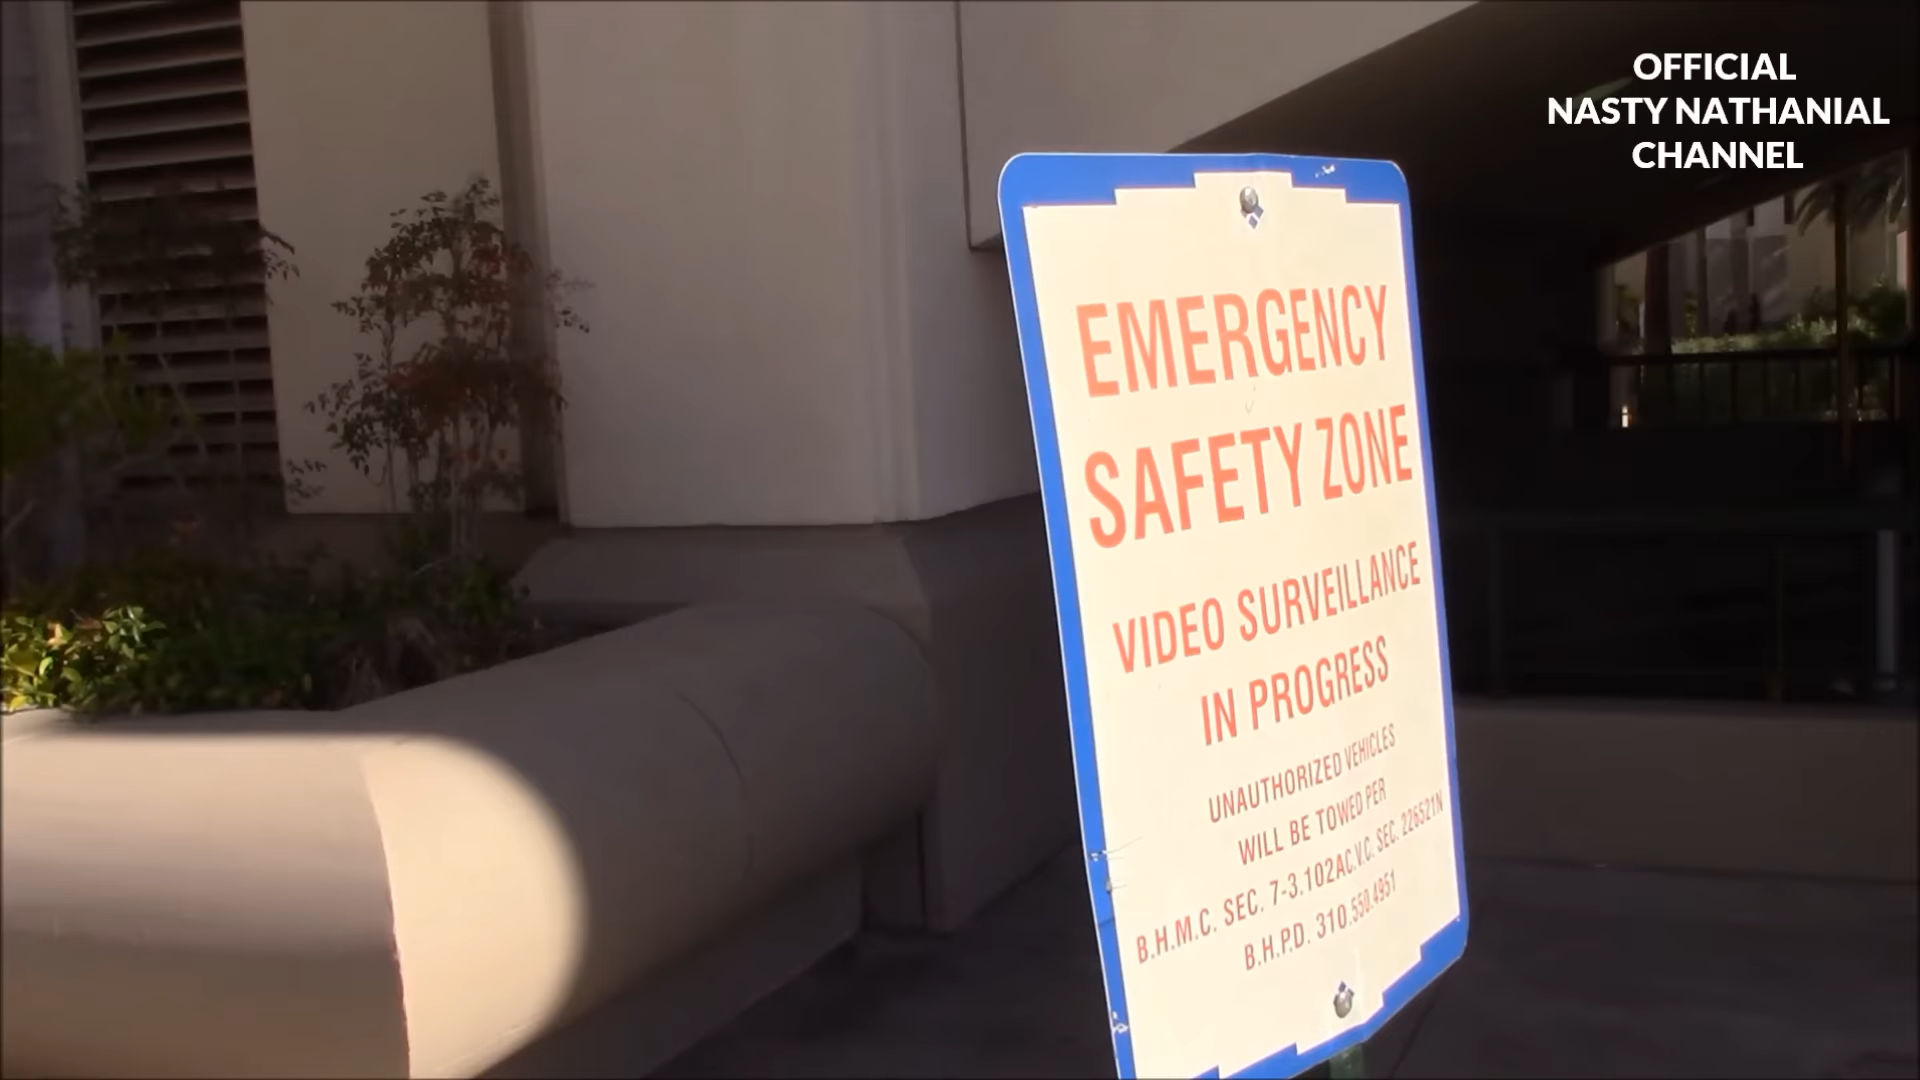 OFFICIAL
NASTY NATHANIAL
CHANNEL
EMERGENCY
SAFETY ZONE
VIDEO SURVEILLANCE
IN PROGRESS
UNAUTHORIZED VEHICLES
WILL BE TOWED PER
B.H.M.C. SEC. 7-3.102AC.V.C. SEC. 226521N
B.H.P.D. 310.550.4951